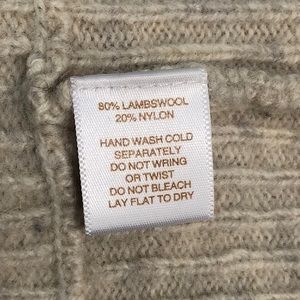 80% LAMBSWOOL
20% NYLON
HAND WASH COLD
SEPARATELY
DO NOT WRING
OR TWIST
DO NOT BLEACH
LAY FLAT TO DRY